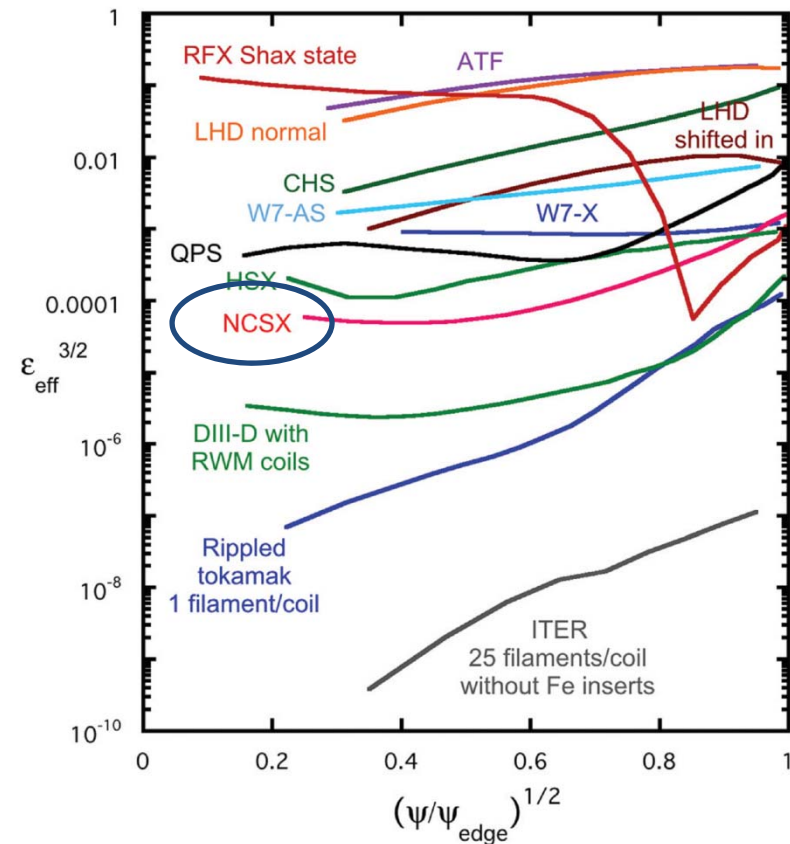 1
RFX Shax state
ATF
LHD normal
LHD
shifted in
0.01
CHS
W7-AS
W7-X
QPS
HSX
0.0001
NCSX
ε_eff^3/2
10^-6
DIII-D with
RWM coils
Rippled
tokamak
1 filament/coil
10^-8
ITER
25 filaments/coil
without Fe inserts
10^-10
0 0.2 0.4 0.6 0.8 1
(ψ/ψ_edge)^1/2